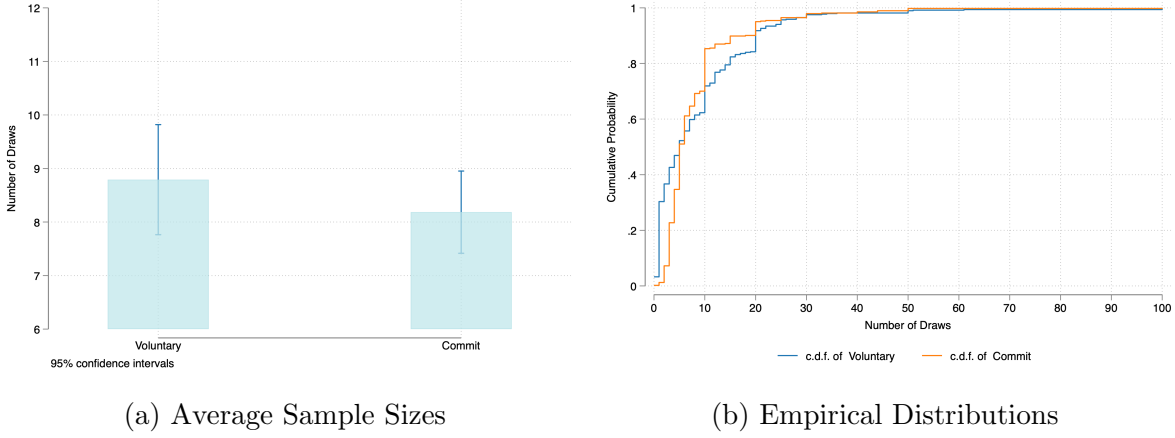 12
11
10
9
8
7
6
Number of Draws
Voluntary
Commit
95% confidence intervals
(a) Average Sample Sizes
1
.8
.6
.4
.2
0
Cumulative Probability
0 10 20 30 40 50 60 70 80 90 100
Number of Draws
c.d.f. of Voluntary
c.d.f. of Commit
(b) Empirical Distributions